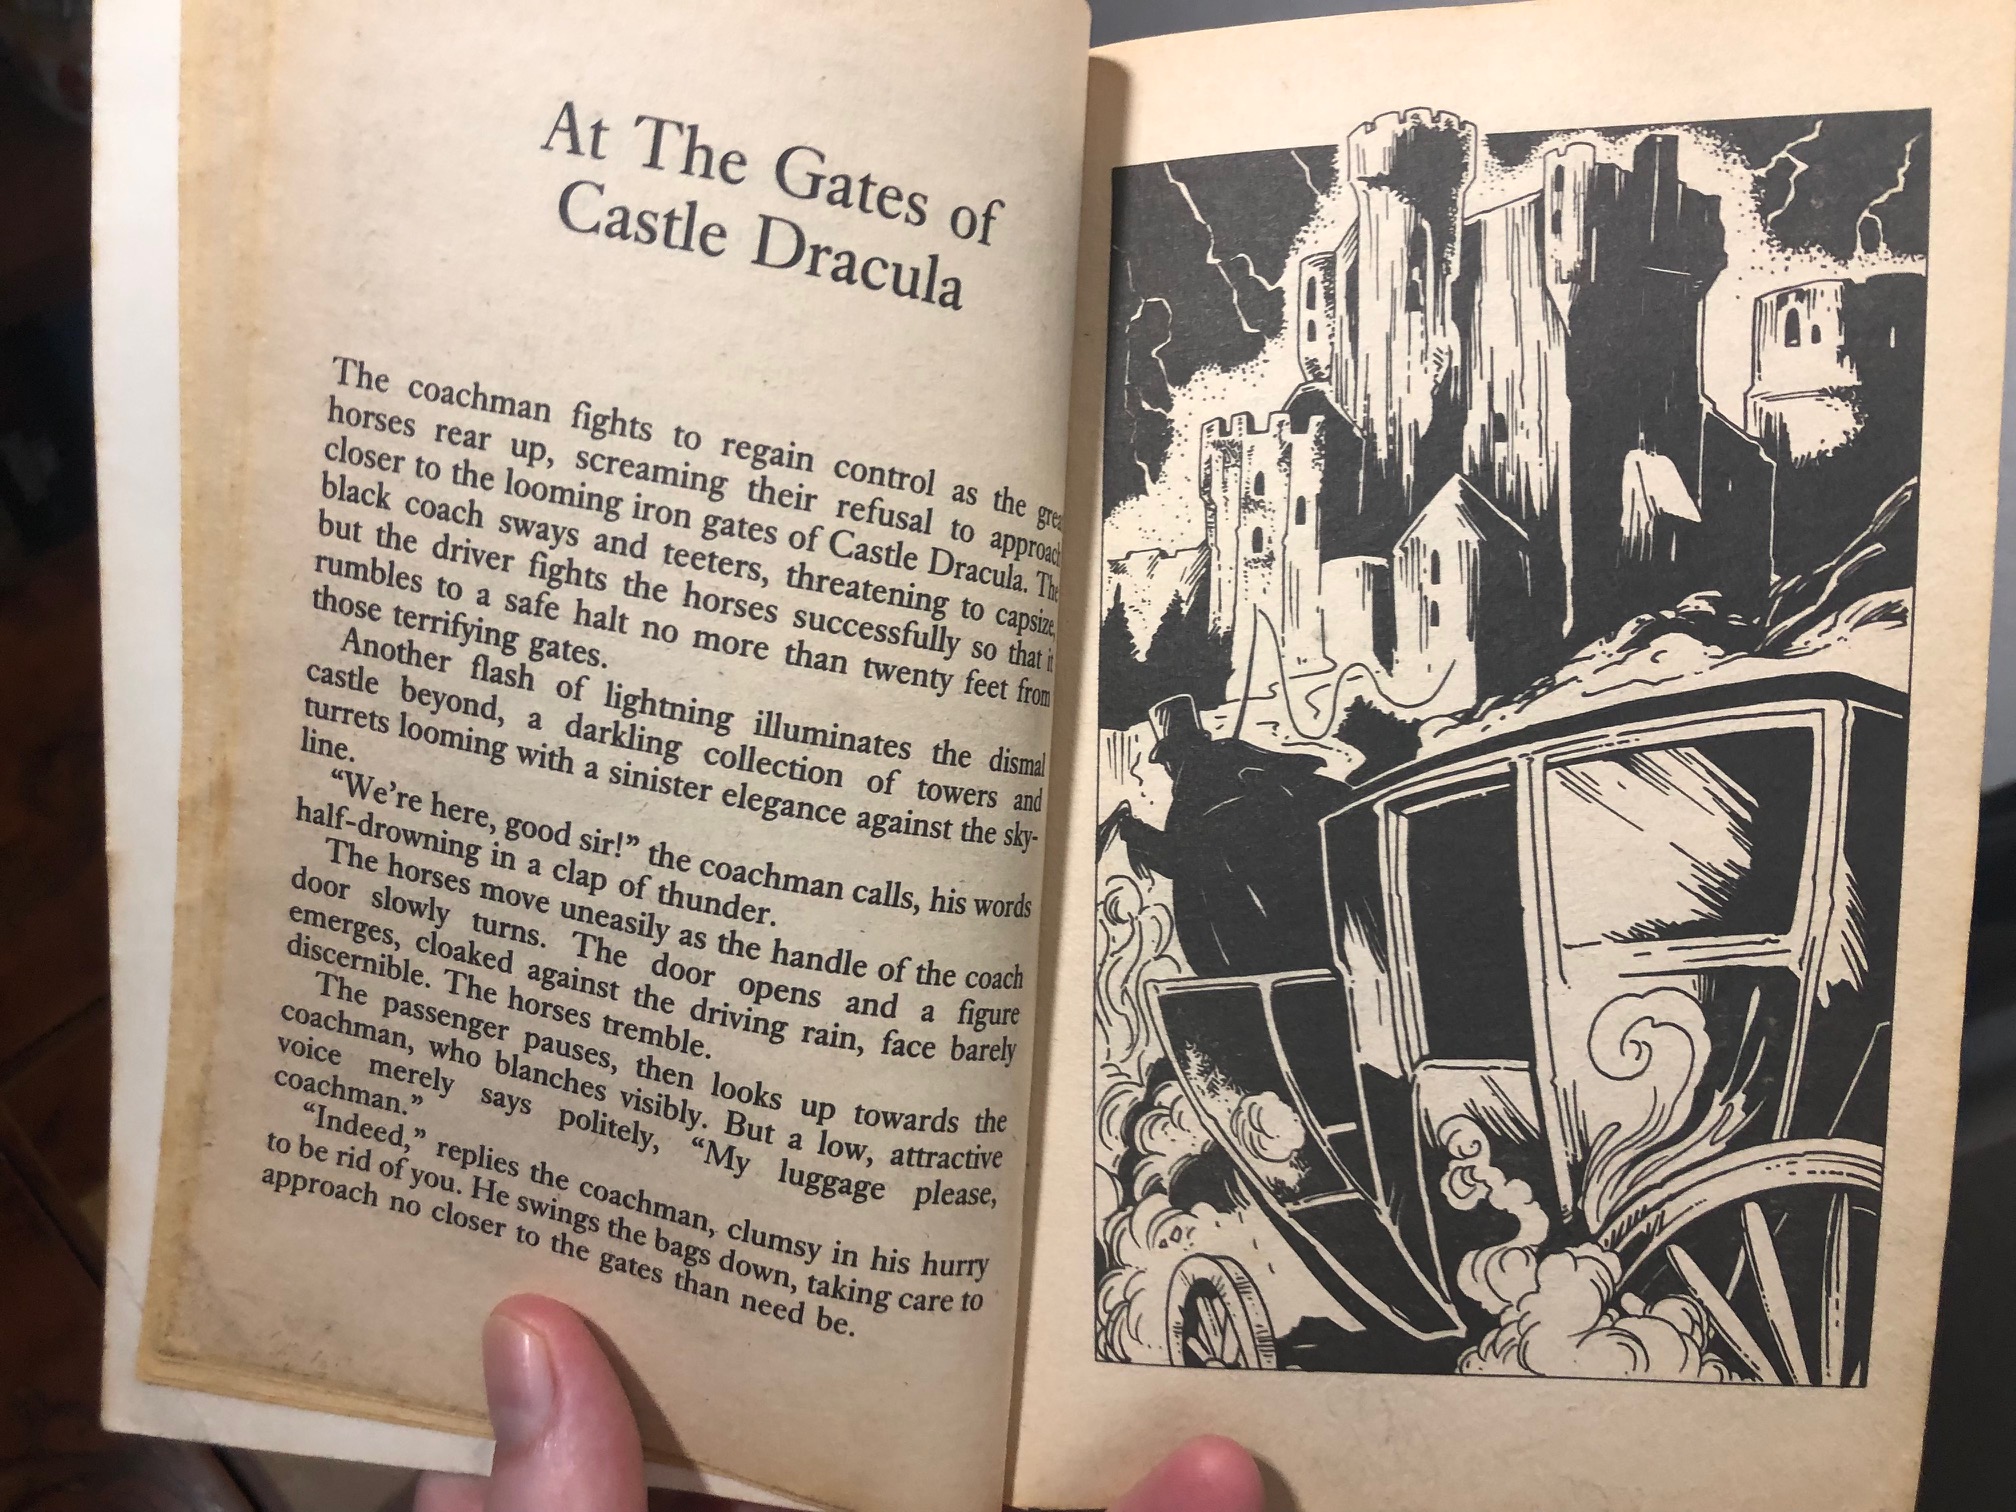 At The Gates of
Castle Dracula
The coachman fights to regain control as the grea
horses rear up, screaming their refusal to approach
closer to the looming iron gates of Castle Dracula. The
black coach sways and teeters, threatening to capsize,
but the driver fights the horses successfully so that it
rumbles to a safe halt no more than twenty feet from
those terrifying gates.
Another flash of lightning illuminates the dismal
castle beyond, a darkling collection of towers and
turrets looming with a sinister elegance against the sky-
line.
“We’re here, good sir!” the coachman calls, his words
half-drowning in a clap of thunder.
The horses move uneasily as the handle of the coach
door slowly turns. The door opens and a figure
emerges, cloaked against the driving rain, face barely
discernible. The horses tremble.
The passenger pauses, then looks up towards the
coachman, who blanches visibly. But a low, attractive
voice merely says politely, “My luggage please,
coachman.”
“Indeed,” replies the coachman, clumsy in his hurry
to be rid of you. He swings the bags down, taking care to
approach no closer to the gates than need be.